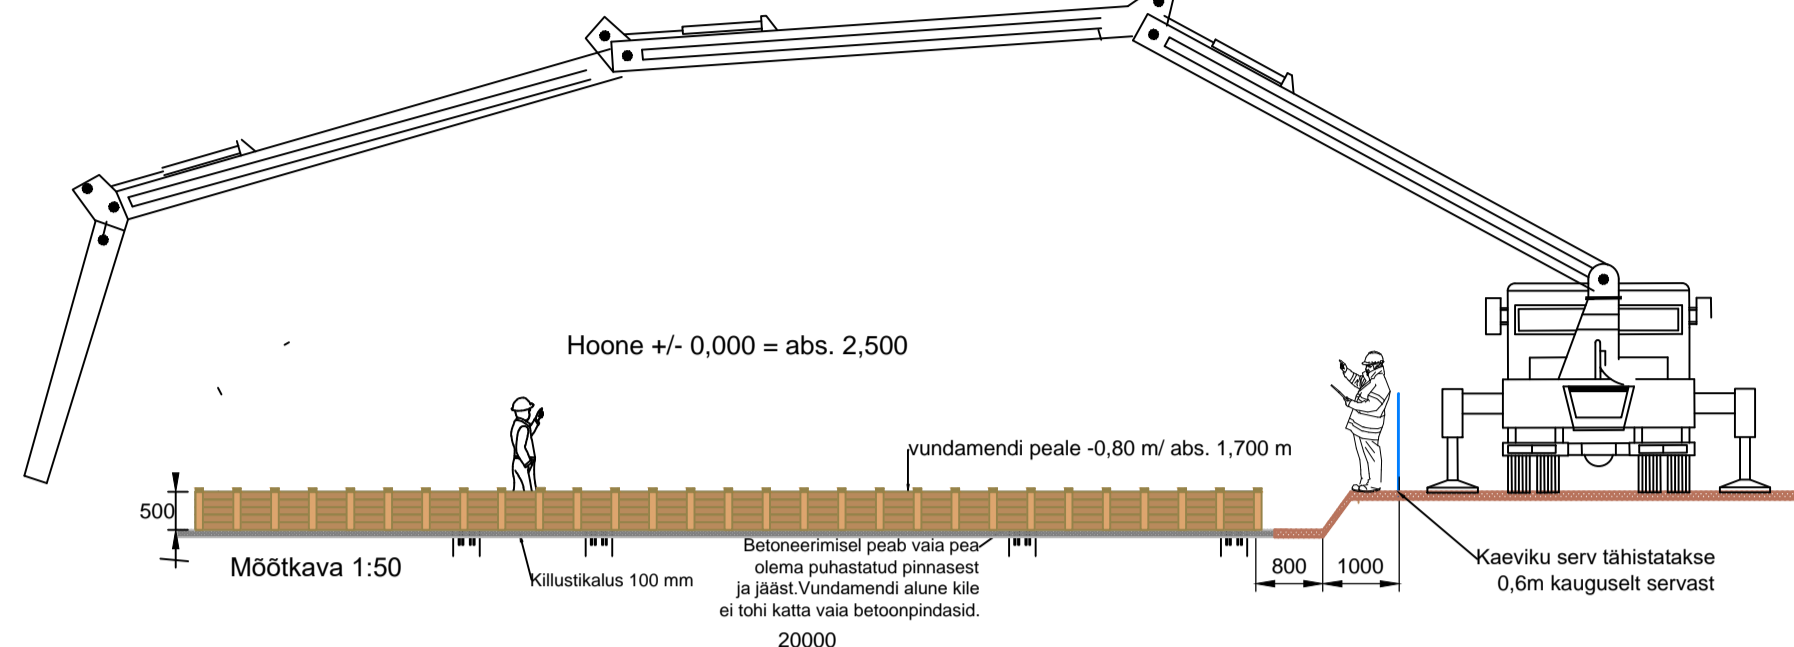 Hoone +/- 0,000 = abs. 2,500
vundamendi peale -0,80 m/ abs. 1,700 m
500
Mõõtkava 1:50
Killustikalus 100 mm
Betoneerimisel peab vaia pea
olema puhastatud pinnasest
ja jääst.Vundamendi alune kile
ei tohi katta vaia betoonpindasid.
800
1000
Kaeviku serv tähistatakse
0,6m kauguselt servast
20000